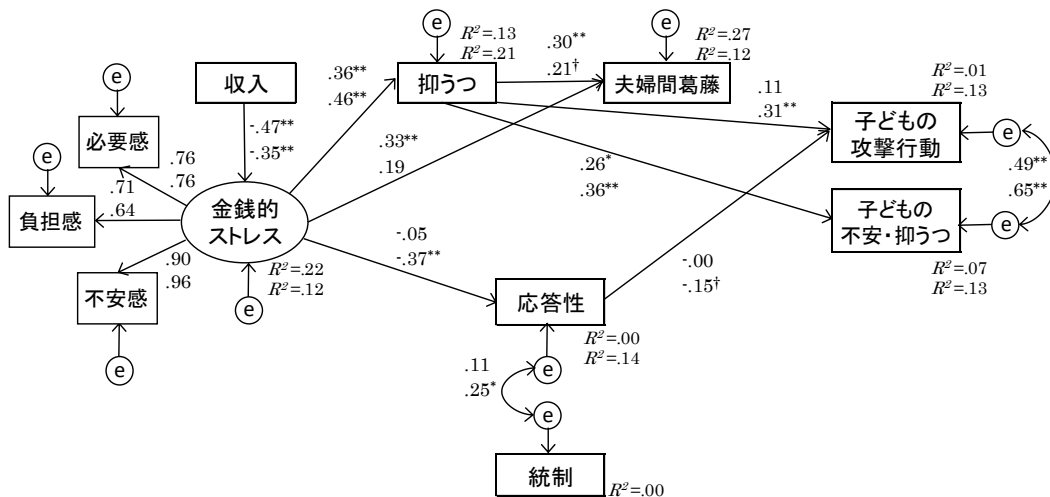 e
R²=.13
R²=.21
.30**
.21†
e
R²=.27
R²=.12
収入
.36**
.46**
抑うつ
夫婦間葛藤
.11
.31**
R²=.01
R²=.13
e
必要感
-.47**
-.35**
.33**
.19
.26*
.36**
子どもの
攻撃行動
e
.49**
.65**
e
負担感
.76
.76
.71
.64
金銭的
ストレス
子どもの
不安・抑うつ
e
R²=.07
R²=.13
.90
.96
不安感
R²=.22
R²=.12
e
e
-.05
-.37**
応答性
-.00
-.15†
R²=.00
R²=.14
.11
.25*
e
e
統制
R²=.00